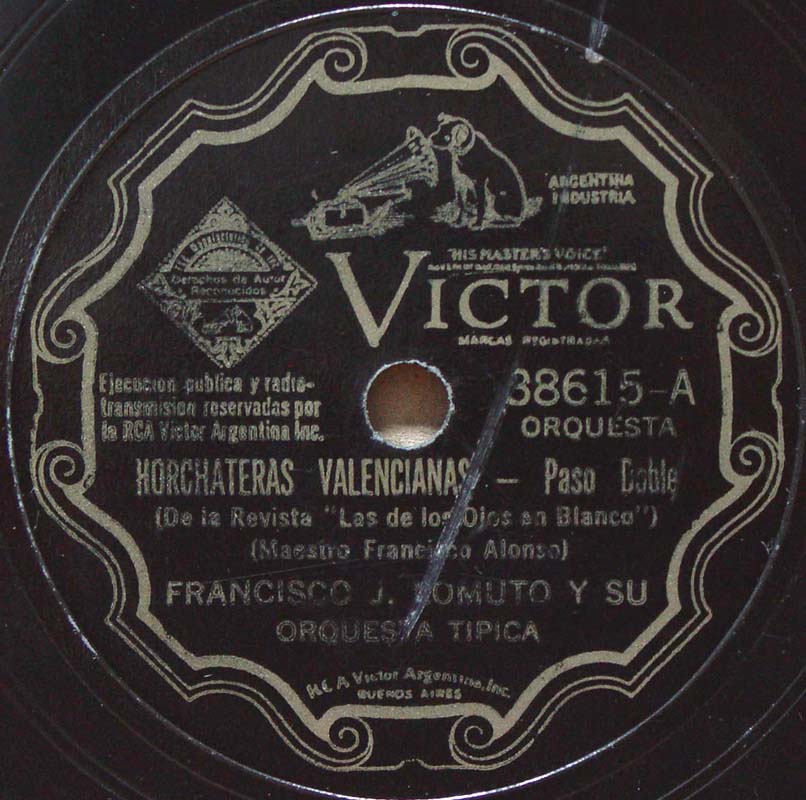 ARGENTINA
INDUSTRIA
"HIS MASTER'S VOICE"
VICTOR
MARCAS REGISTRADAS
Derechos de Autor
Reconocidos
Ejecucion publica y radio-
transmision reservadas por
la RCA Victor Argentina Inc.
38615-A
ORQUESTA
HORCHATERAS VALENCIANAS — Paso Doble
(De la Revista "Las de los Ojos en Blanco")
(Maestro Francisco Alonso)
FRANCISCO J. LOMUTO Y SU
ORQUESTA TIPICA
RCA Victor Argentina, Inc.
BUENOS AIRES